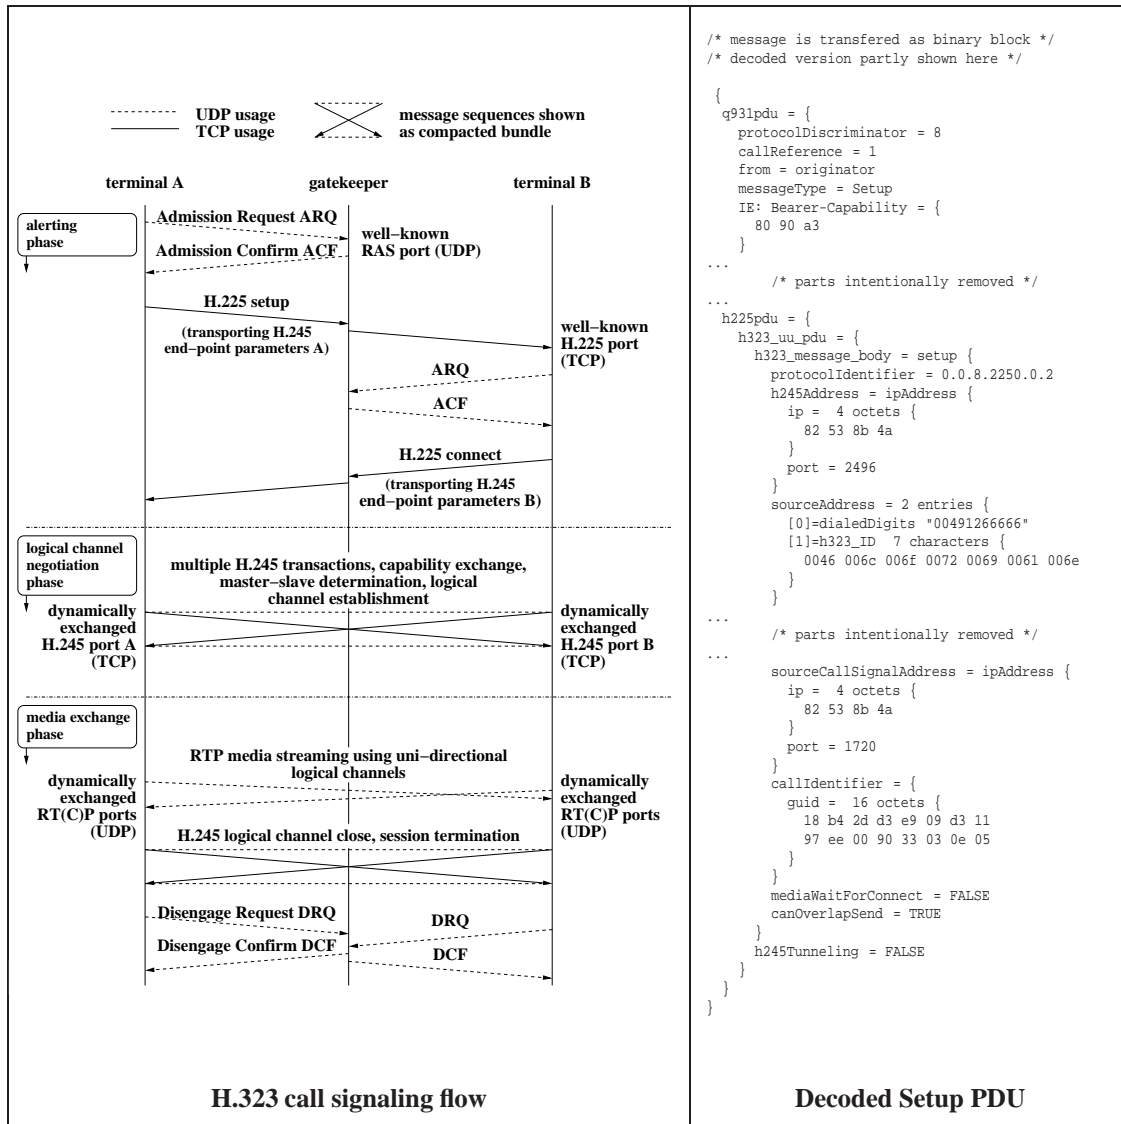 UDP usage
TCP usage
message sequences shown
as compacted bundle
terminal A
gatekeeper
terminal B
alerting
phase
Admission Request ARQ
well–known
RAS port (UDP)
Admission Confirm ACF
H.225 setup
(transporting H.245
end–point parameters A)
well–known
H.225 port
(TCP)
ARQ
ACF
H.225 connect
(transporting H.245
end–point parameters B)
logical channel
negotiation
phase
multiple H.245 transactions, capability exchange,
master–slave determination, logical
channel establishment
dynamically
exchanged
H.245 port A
(TCP)
dynamically
exchanged
H.245 port B
(TCP)
media exchange
phase
RTP media streaming using uni–directional
logical channels
dynamically
exchanged
RT(C)P ports
(UDP)
dynamically
exchanged
RT(C)P ports
(UDP)
H.245 logical channel close, session termination
Disengage Request DRQ
DRQ
Disengage Confirm DCF
DCF
H.323 call signaling flow
/* message is transfered as binary block */
/* decoded version partly shown here */
{
q931pdu = {
protocolDiscriminator = 8
callReference = 1
from = originator
messageType = Setup
IE: Bearer-Capability = {
80 90 a3
}
...
/* parts intentionally removed */
...
h225pdu = {
h323_uu_pdu = {
h323_message_body = setup {
protocolIdentifier = 0.0.8.2250.0.2
h245Address = ipAddress {
ip = 4 octets {
82 53 8b 4a
}
port = 2496
}
sourceAddress = 2 entries {
[0]=dialedDigits "00491266666"
[1]=h323_ID 7 characters {
0046 006c 006f 0072 0069 0061 006e
}
}
...
/* parts intentionally removed */
...
sourceCallSignalAddress = ipAddress {
ip = 4 octets {
82 53 8b 4a
}
port = 1720
}
callIdentifier = {
guid = 16 octets {
18 b4 2d d3 e9 09 d3 11
97 ee 00 90 33 03 0e 05
}
}
mediaWaitForConnect = FALSE
canOverlapSend = TRUE
}
h245Tunneling = FALSE
}
}
}
Decoded Setup PDU